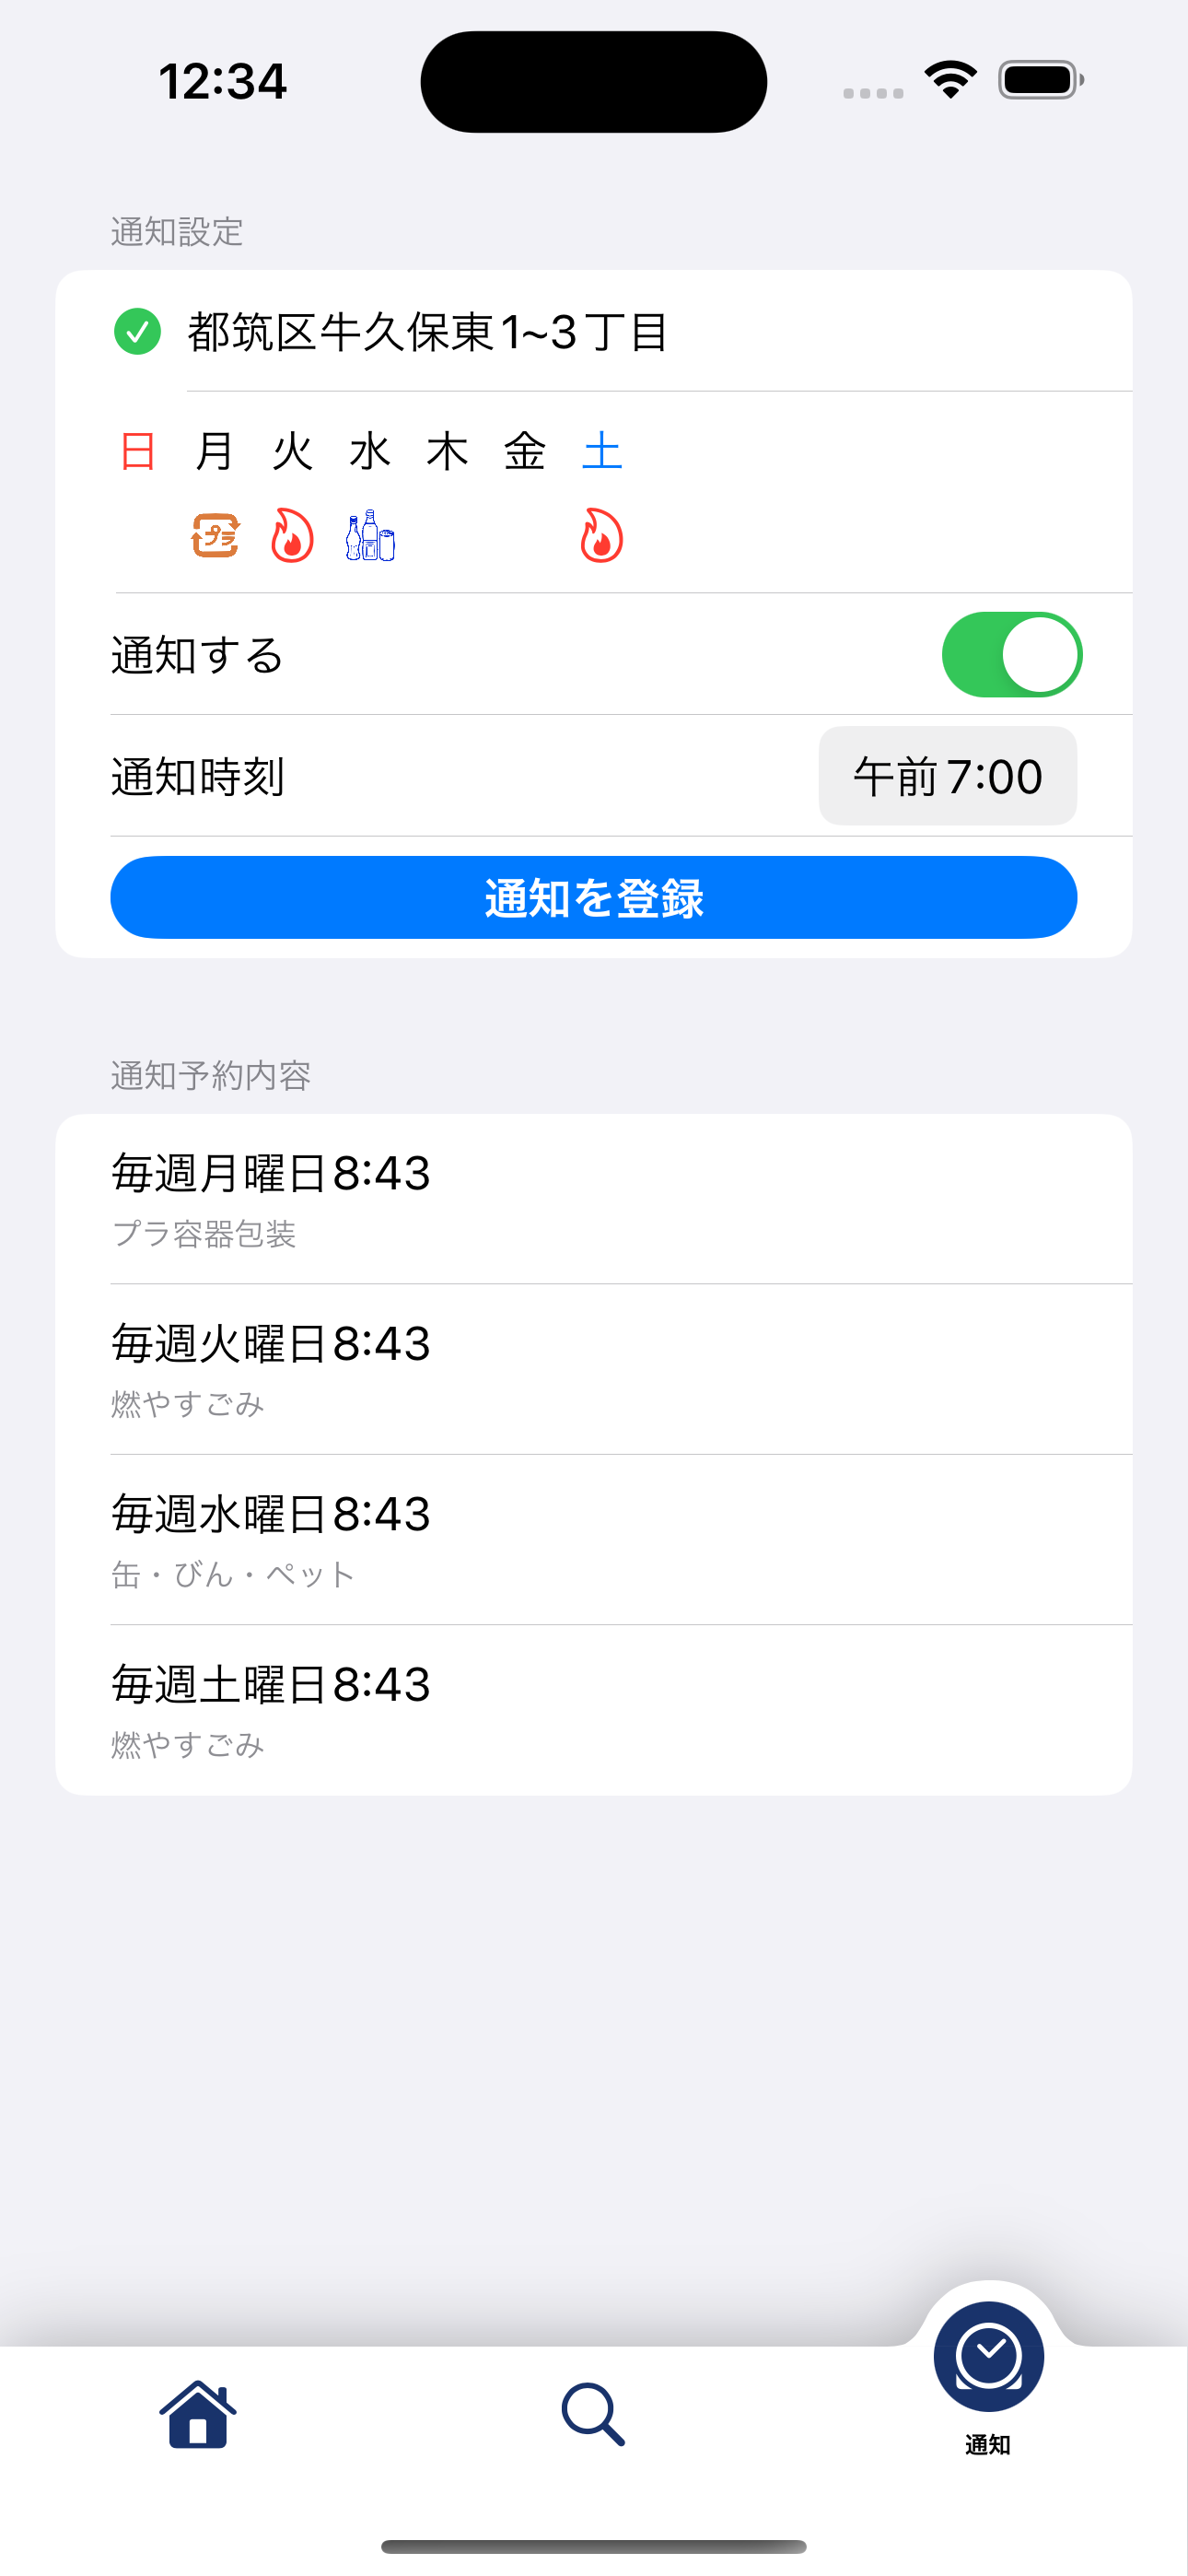 12:34
通知設定
都筑区牛久保東1~3丁目
日 月 火 水 木 金 土
プラ
通知する
通知時刻 午前7:00
通知を登録
通知予約内容
毎週月曜日8:43
プラ容器包装
毎週火曜日8:43
燃やすごみ
毎週水曜日8:43
缶・びん・ペット
毎週土曜日8:43
燃やすごみ
通知